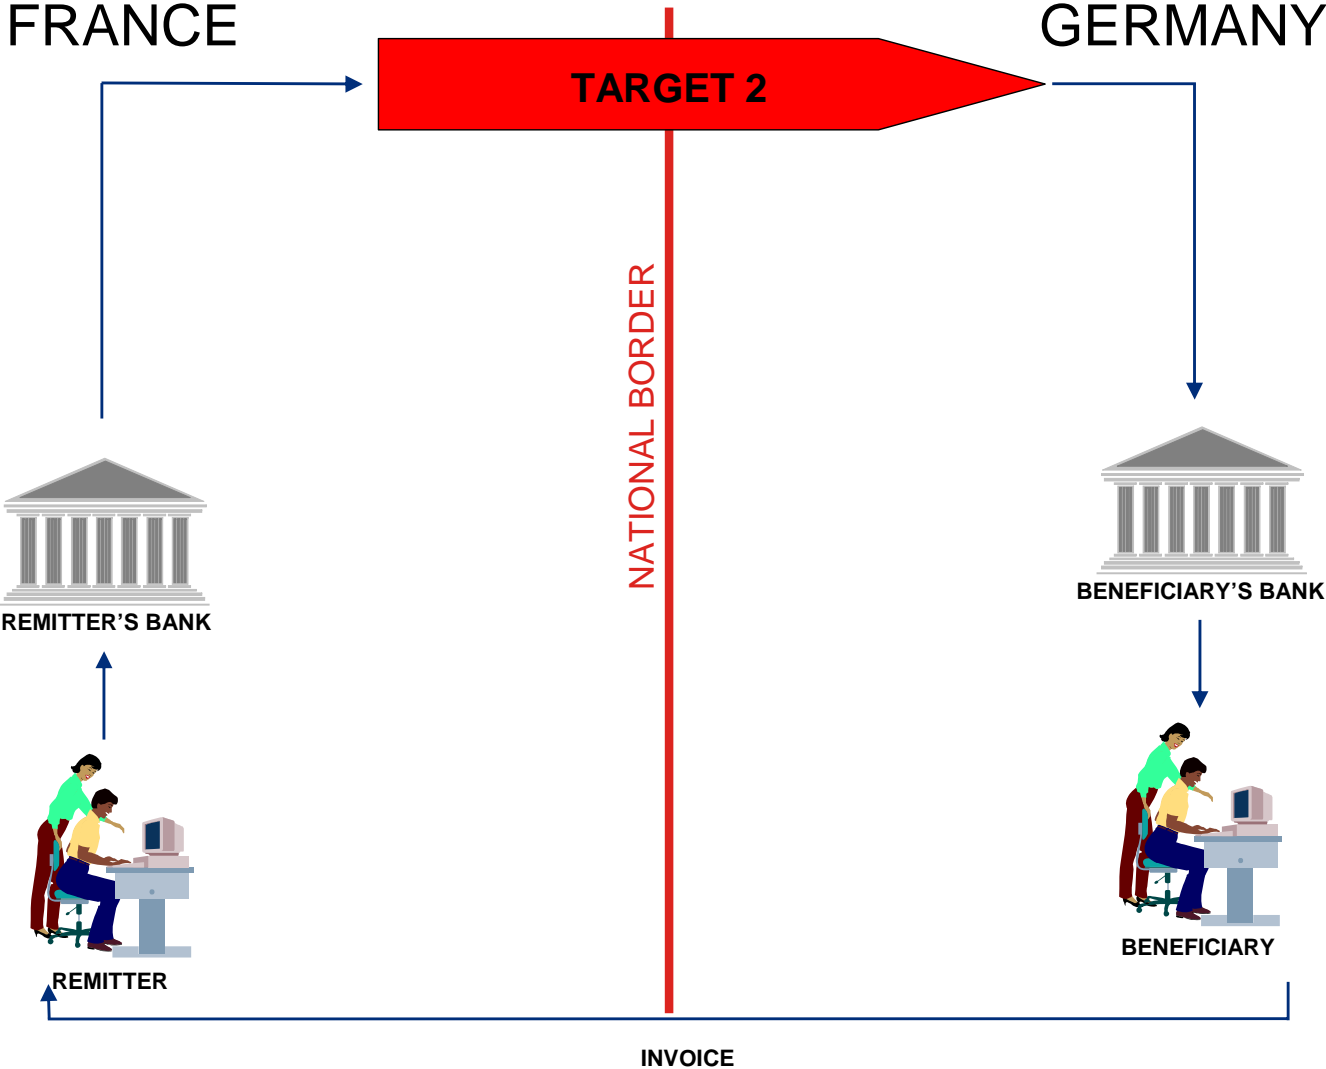 FRANCE
GERMANY
TARGET 2
NATIONAL BORDER
REMITTER’S BANK
BENEFICIARY’S BANK
REMITTER
BENEFICIARY
INVOICE